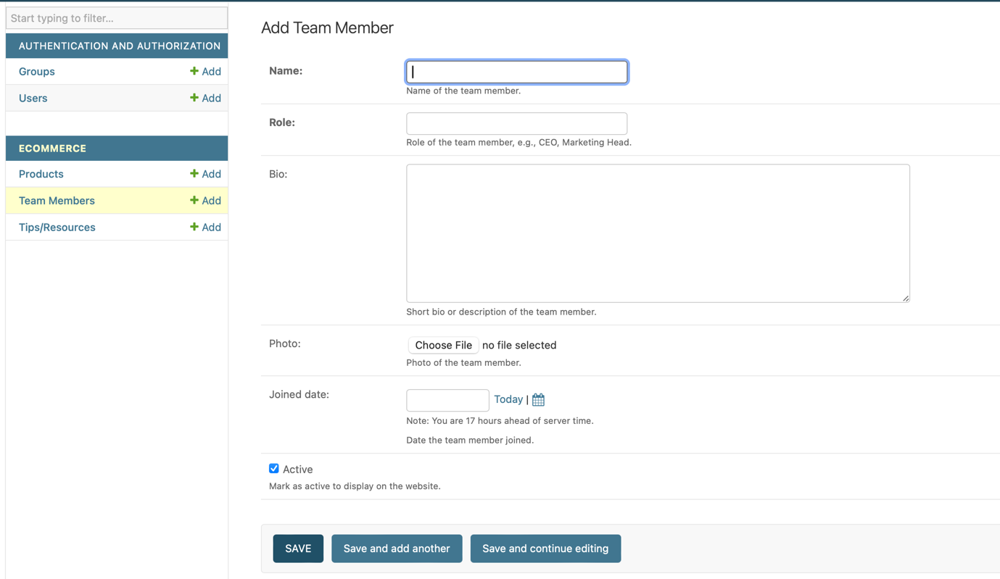 Start typing to filter...
AUTHENTICATION AND AUTHORIZATION
Groups + Add
Users + Add
ECOMMERCE
Products + Add
Team Members + Add
Tips/Resources + Add
Add Team Member
Name:
Name of the team member.
Role:
Role of the team member, e.g., CEO, Marketing Head.
Bio:
Short bio or description of the team member.
Photo: Choose File no file selected
Photo of the team member.
Joined date: Today |
Note: You are 17 hours ahead of server time.
Date the team member joined.
Active
Mark as active to display on the website.
SAVE Save and add another Save and continue editing